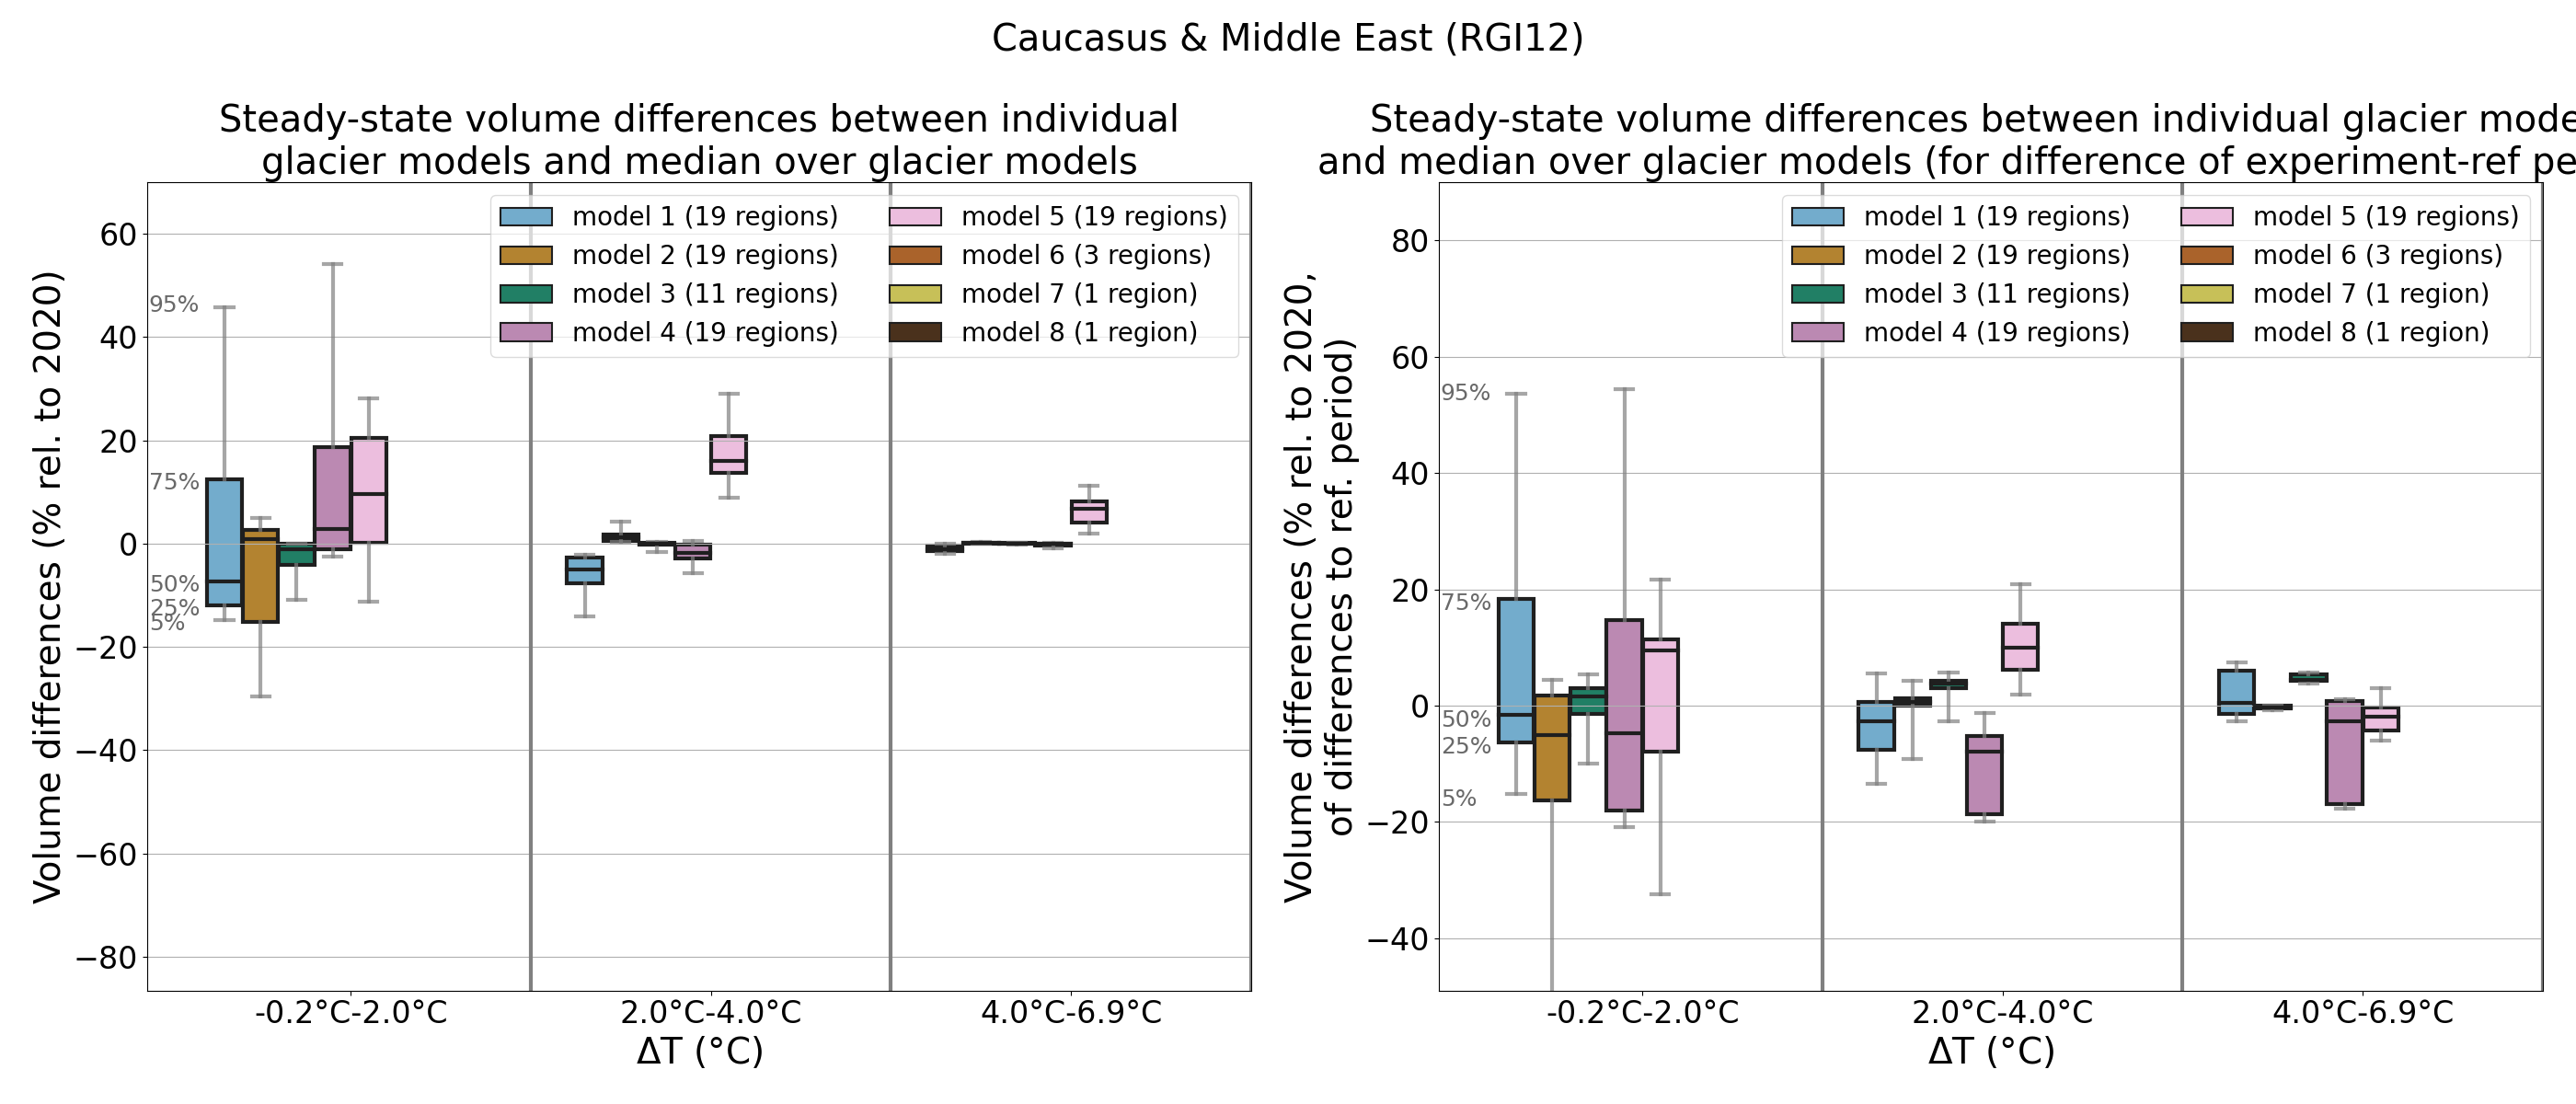 Caucasus & Middle East (RGI12)
Steady-state volume differences between individual
glacier models and median over glacier models
Volume differences (% rel. to 2020)
60
40
20
0
−20
−40
−60
−80
95%
75%
50%
25%
5%
model 1 (19 regions)
model 2 (19 regions)
model 3 (11 regions)
model 4 (19 regions)
model 5 (19 regions)
model 6 (3 regions)
model 7 (1 region)
model 8 (1 region)
-0.2°C-2.0°C
2.0°C-4.0°C
4.0°C-6.9°C
ΔT (°C)
Steady-state volume differences between individual glacier mode
and median over glacier models (for difference of experiment-ref pe
Volume differences (% rel. to 2020,
of differences to ref. period)
80
60
40
20
0
−20
−40
95%
75%
50%
25%
5%
model 1 (19 regions)
model 2 (19 regions)
model 3 (11 regions)
model 4 (19 regions)
model 5 (19 regions)
model 6 (3 regions)
model 7 (1 region)
model 8 (1 region)
-0.2°C-2.0°C
2.0°C-4.0°C
4.0°C-6.9°C
ΔT (°C)